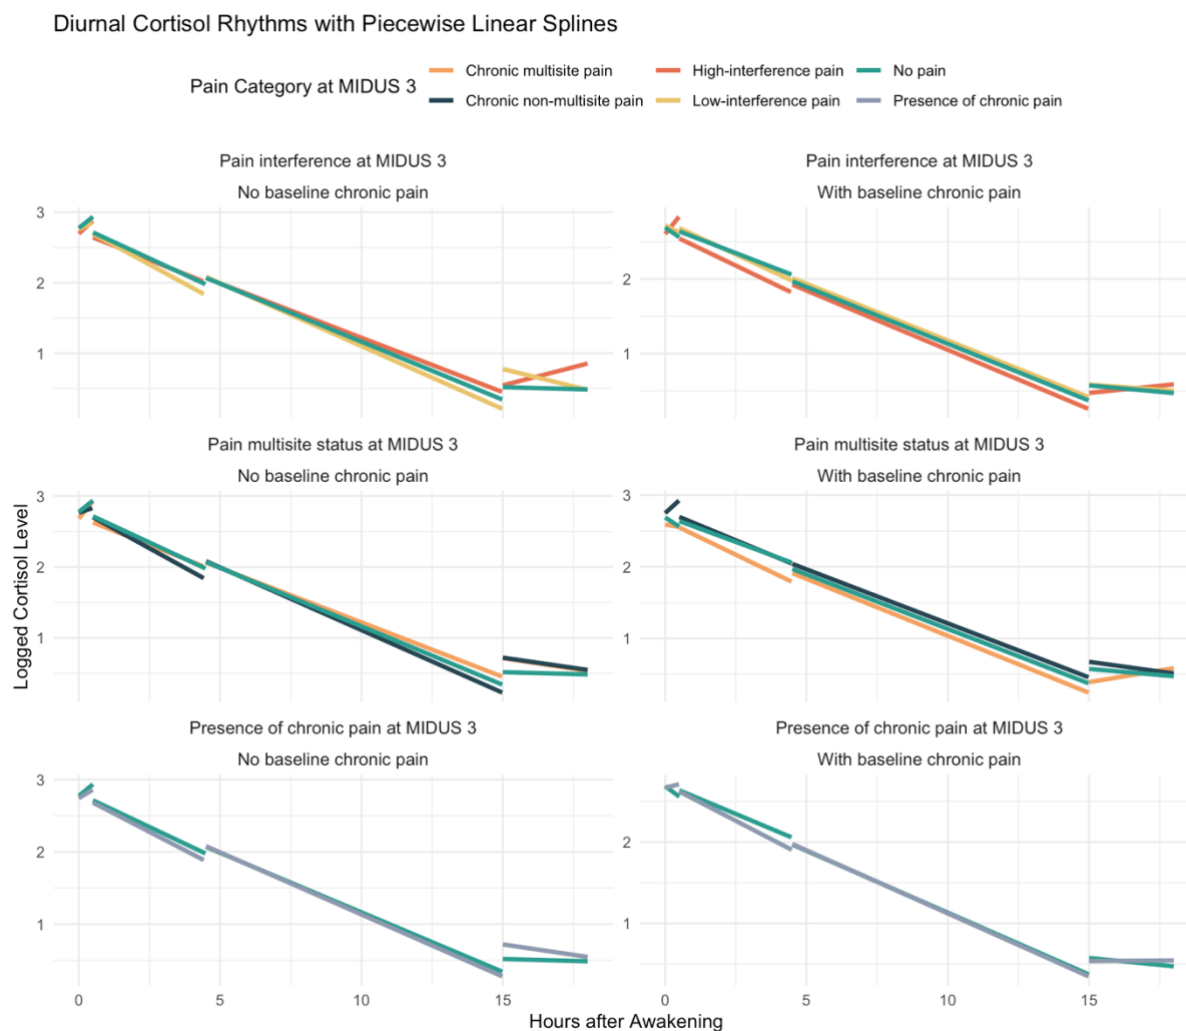 Diurnal Cortisol Rhythms with Piecewise Linear Splines
Pain Category at MIDUS 3
Chronic multisite pain
High-interference pain
No pain
Chronic non-multisite pain
Low-interference pain
Presence of chronic pain
Pain interference at MIDUS 3
No baseline chronic pain
3
2
1
Pain interference at MIDUS 3
With baseline chronic pain
2
1
Logged Cortisol Level
Pain multisite status at MIDUS 3
No baseline chronic pain
3
2
1
Pain multisite status at MIDUS 3
With baseline chronic pain
3
2
1
Presence of chronic pain at MIDUS 3
No baseline chronic pain
3
2
1
0 5 10 15
Presence of chronic pain at MIDUS 3
With baseline chronic pain
2
1
0 5 10 15
Hours after Awakening